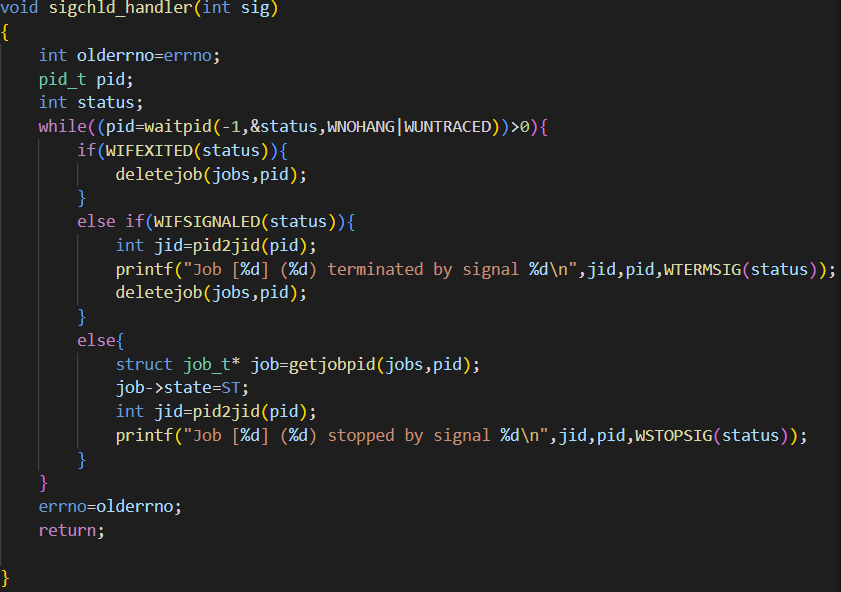 void sigchld_handler(int sig)
{
    int olderrno=errno;
    pid_t pid;
    int status;
    while((pid=waitpid(-1,&status,WNOHANG|WUNTRACED))>0){
        if(WIFEXITED(status)){
            deletejob(jobs,pid);
        }
        else if(WIFSIGNALED(status)){
            int jid=pid2jid(pid);
            printf("Job [%d] (%d) terminated by signal %d\n",jid,pid,WTERMSIG(status));
            deletejob(jobs,pid);
        }
        else{
            struct job_t* job=getjobpid(jobs,pid);
            job->state=ST;
            int jid=pid2jid(pid);
            printf("Job [%d] (%d) stopped by signal %d\n",jid,pid,WSTOPSIG(status));
        }
    }
    errno=olderrno;
    return;

}